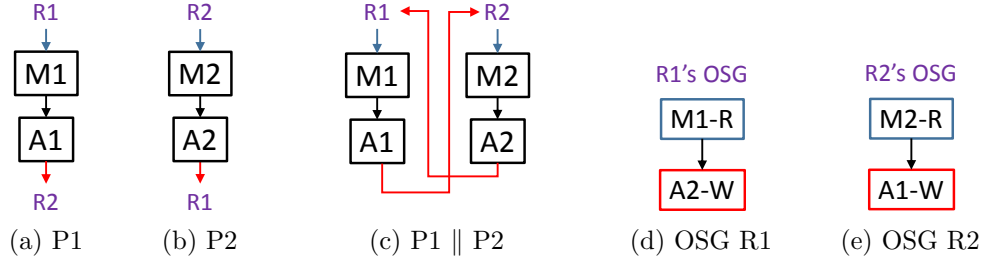 R1
M1
A1
R2
(a) P1
R2
M2
A2
R1
(b) P2
R1 R2
M1 M2
A1 A2
(c) P1 ∥ P2
R1's OSG
M1-R
A2-W
(d) OSG R1
R2's OSG
M2-R
A1-W
(e) OSG R2